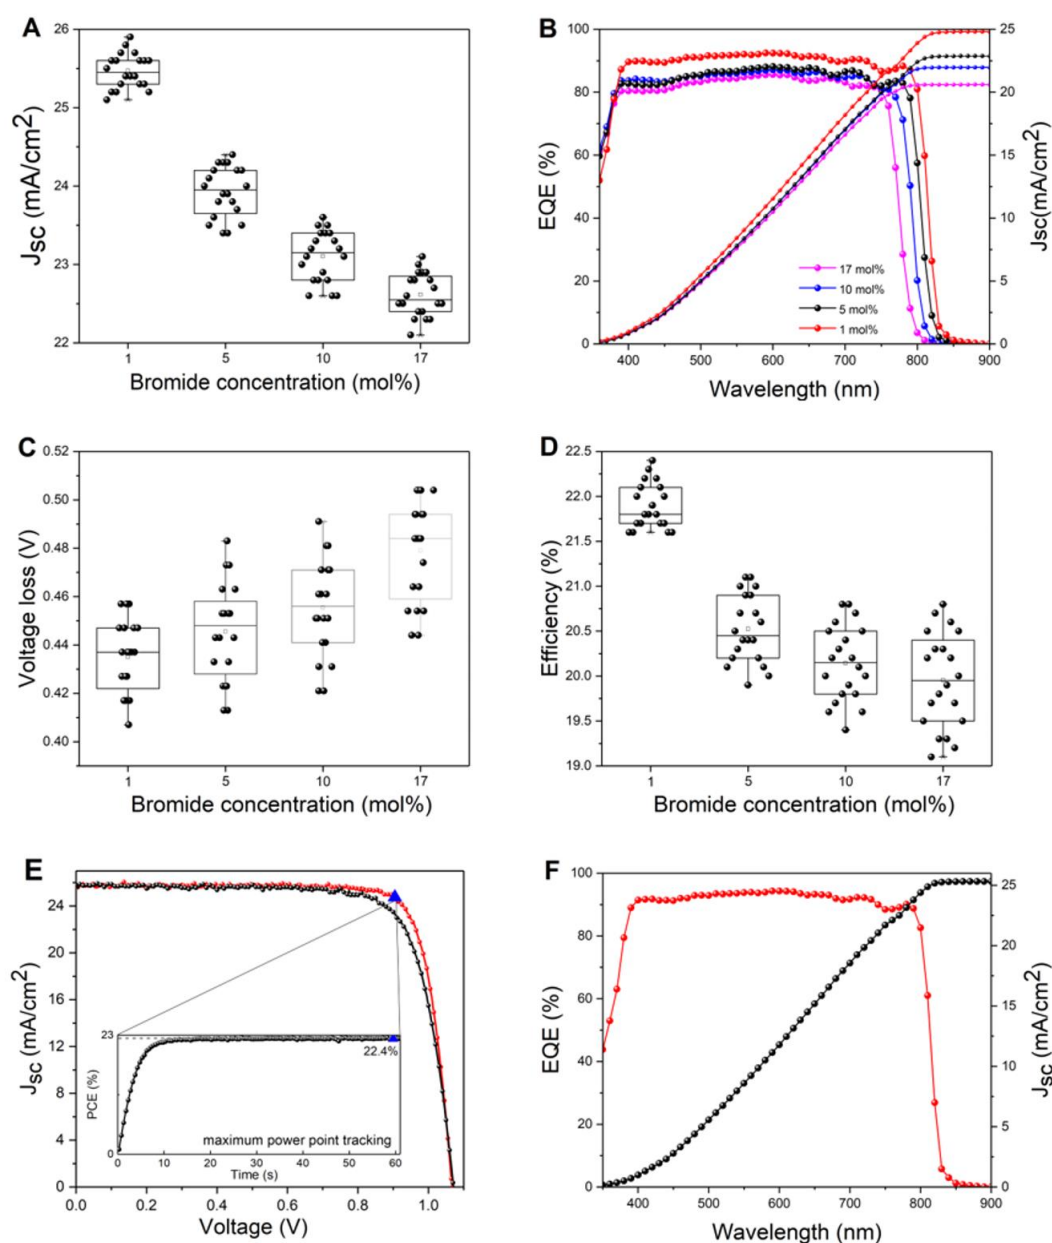 A
26
25
24
23
22
Jsc (mA/cm2)
1 5 10 17
Bromide concentration (mol%)
B
100
80
60
40
20
0
EQE (%)
25
20
15
10
5
0
Jsc(mA/cm2)
17 mol%
10 mol%
5 mol%
1 mol%
400 500 600 700 800 900
Wavelength (nm)
C
0.52
0.50
0.48
0.46
0.44
0.42
0.40
Voltage loss (V)
1 5 10 17
Bromide concentration (mol%)
D
22.5
22.0
21.5
21.0
20.5
20.0
19.5
19.0
Efficiency (%)
1 5 10 17
Bromide concentration (mol%)
E
24
20
16
12
8
4
0
Jsc (mA/cm2)
23
0
PCE (%)
22.4%
maximum power point tracking
0 10 20 30 40 50 60
Time (s)
0.0 0.2 0.4 0.6 0.8 1.0
Voltage (V)
F
100
80
60
40
20
0
EQE (%)
25
20
15
10
5
0
Jsc (mA/cm2)
400 500 600 700 800 900
Wavelength (nm)